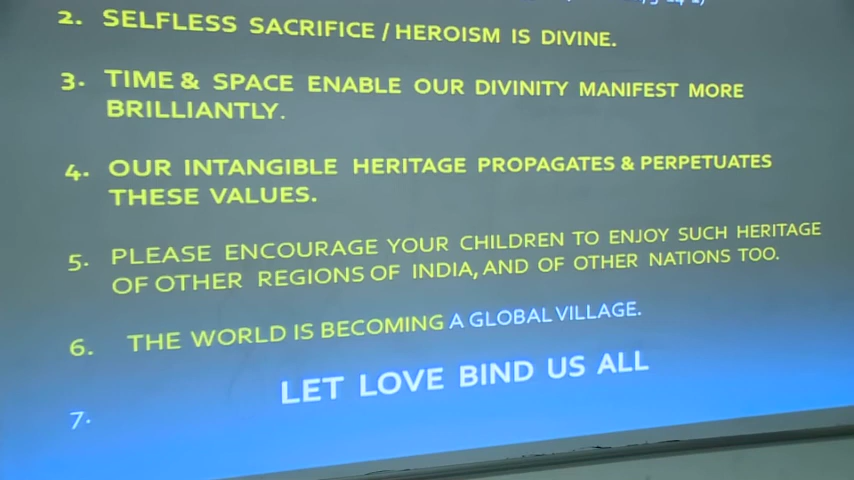 2. SELFLESS SACRIFICE / HEROISM IS DIVINE.
3. TIME & SPACE ENABLE OUR DIVINITY MANIFEST MORE
BRILLIANTLY.
4. OUR INTANGIBLE HERITAGE PROPAGATES & PERPETUATES
THESE VALUES.
5. PLEASE ENCOURAGE YOUR CHILDREN TO ENJOY SUCH HERITAGE
OF OTHER REGIONS OF INDIA, AND OF OTHER NATIONS TOO.
6. THE WORLD IS BECOMING A GLOBAL VILLAGE.
7. LET LOVE BIND US ALL